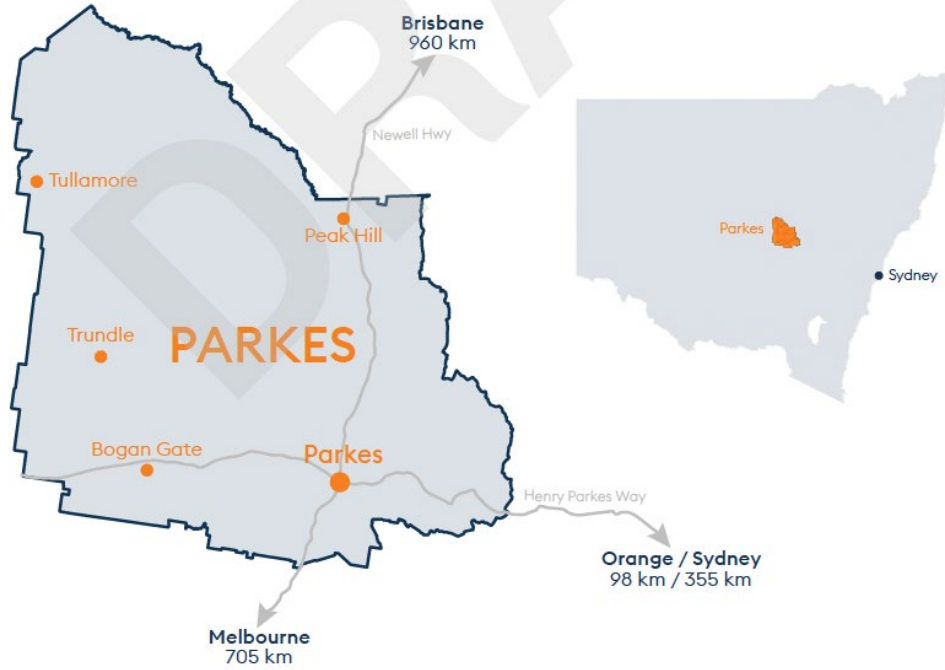 Brisbane
960 km
Newell Hwy
Tullamore
Peak Hill
Parkes
Sydney
Trundle
PARKES
Bogan Gate
Parkes
Henry Parkes Way
Orange / Sydney
98 km / 355 km
Melbourne
705 km
DRA